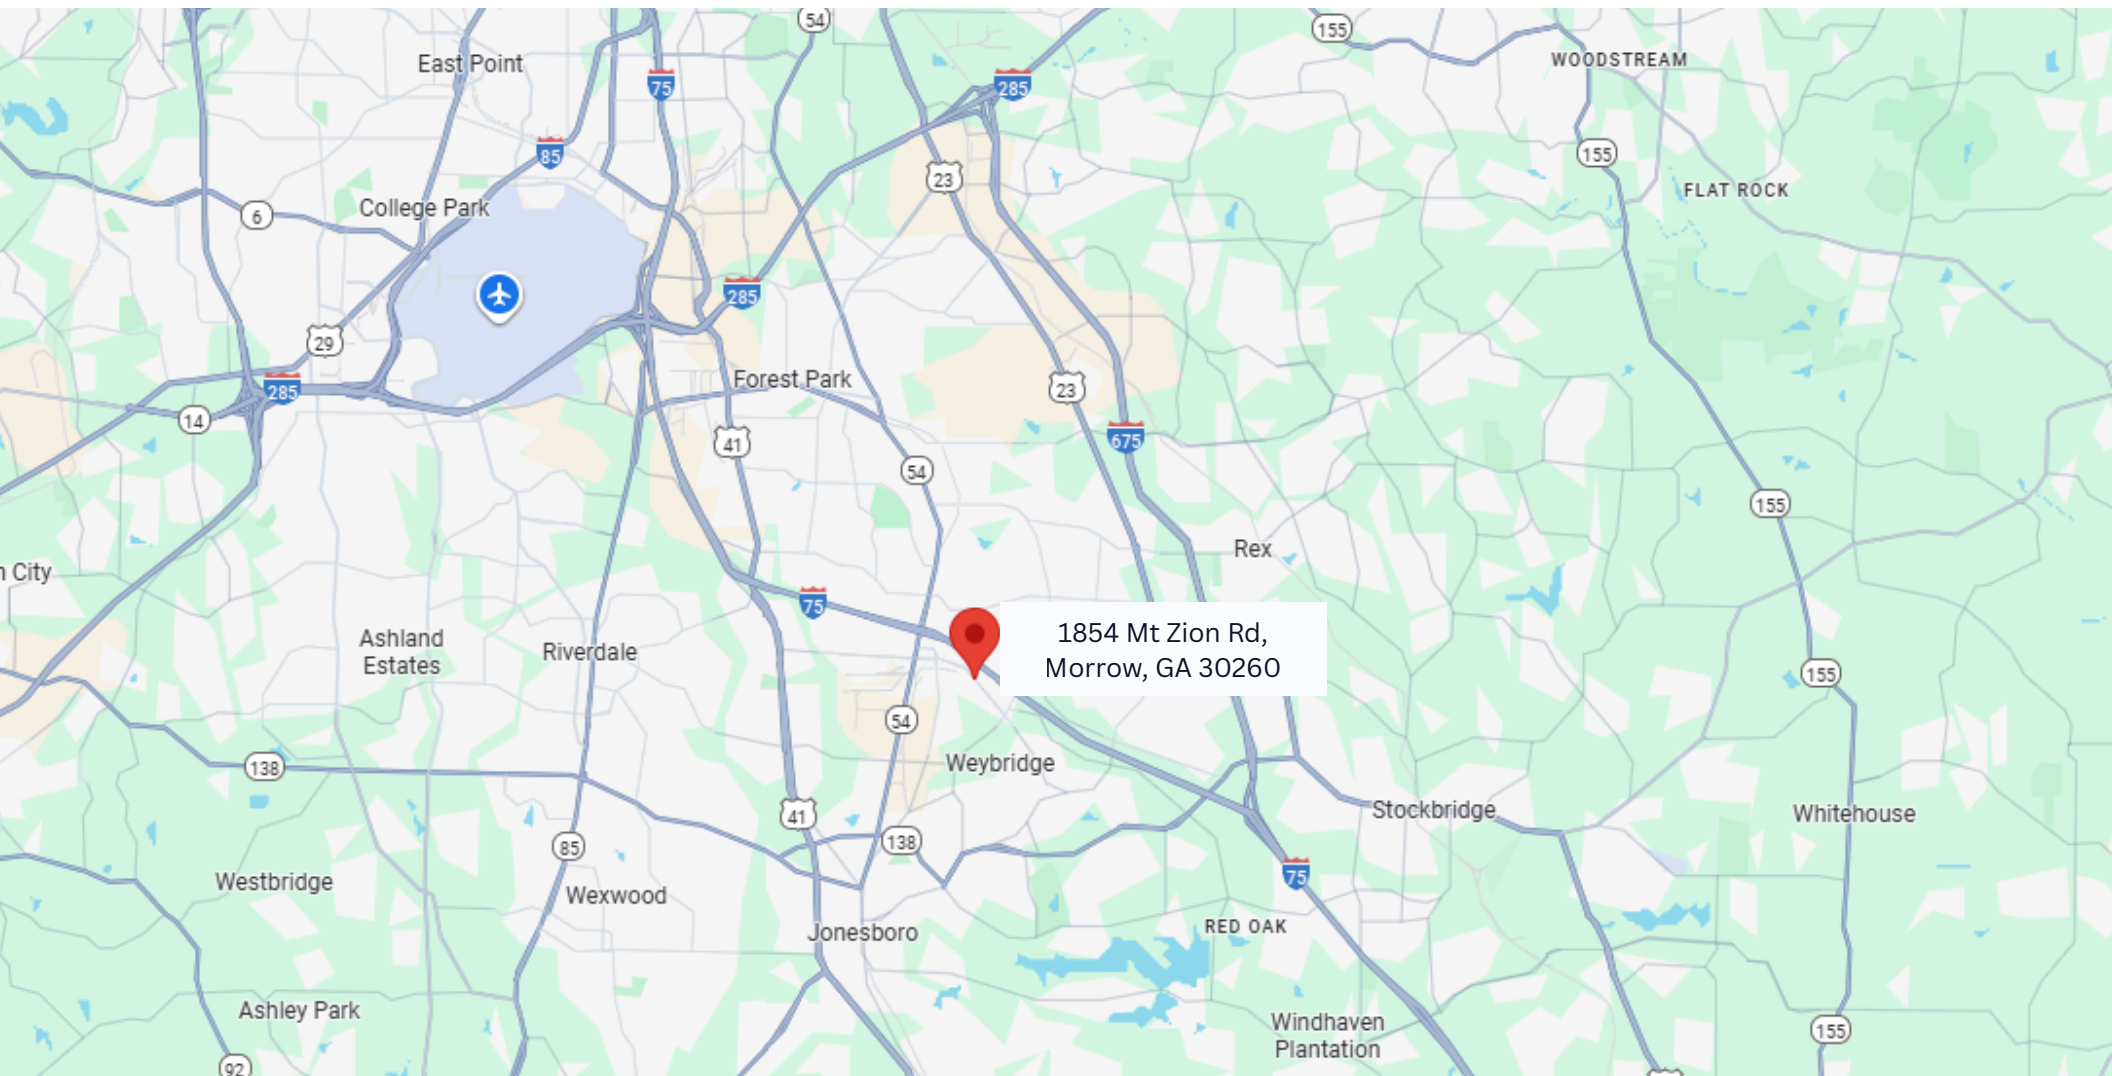 54
155
East Point
75
285
WOODSTREAM
85
155
23
FLAT ROCK
College Park
6
285
29
285
Forest Park
23
14
41
675
54
155
Rex
n City
75
1854 Mt Zion Rd,
Morrow, GA 30260
Ashland
Estates
Riverdale
155
54
Weybridge
138
41
Stockbridge
Whitehouse
138
85
75
Westbridge
Wexwood
RED OAK
Jonesboro
Ashley Park
Windhaven
Plantation
155
92